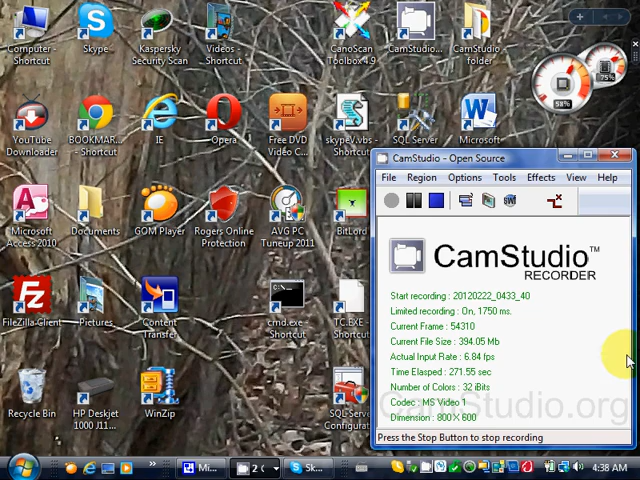 Computer - Shortcut
Skype
Kaspersky Security Scan
Videos - Shortcut
CanoScan Toolbox 4.9
CamStudio...
CamStudio folder
58%
75%
YouTube Downloader
BOOKMAR... - Shortcut
IE
Opera
Free DVD Video C...
skypeV.vbs - Shortcut
SQL Server
Microsoft
Microsoft Access 2010
Documents
GOM Player
Rogers Online Protection
AVG PC Tuneup 2011
BitLord
FileZilla Client
Pictures
Content Transfer
cmd.exe - Shortcut
TC.EXE - Shortcut
Recycle Bin
HP Deskjet 1000 J11...
WinZip
SQL-Server Configurat...
CamStudio - Open Source
File Region Options Tools Effects View Help
CamStudio™
RECORDER
Start recording : 20120222_0433_40
Limited recording : On, 1750 ms.
Current Frame : 54310
Current File Size : 394.05 Mb
Actual Input Rate : 6.84 fps
Time Elasped : 271.55 sec
Number of Colors : 32 iBits
Codec : MS Video 1
Dimension : 800 X 600
CamStudio.org
Press the Stop Button to stop recording
Mi...
2 (
Sk...
4:38 AM